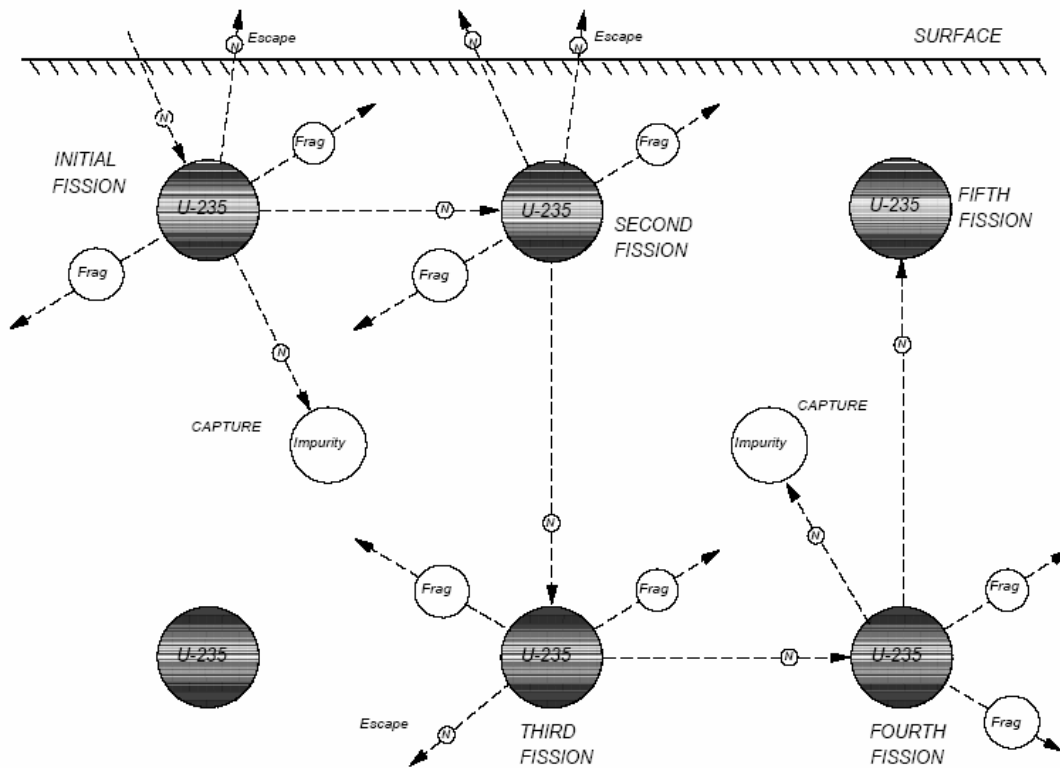 Escape
Escape
SURFACE
N
N
N
N
Frag
Frag
INITIAL
FISSION
U-235
N
U-235
U-235
FIFTH
FISSION
SECOND
FISSION
Frag
Frag
N
N
CAPTURE
CAPTURE
Impurity
Impurity
N
N
Frag
Frag
Frag
U-235
U-235
N
U-235
Escape
N
Frag
THIRD
FISSION
FOURTH
FISSION